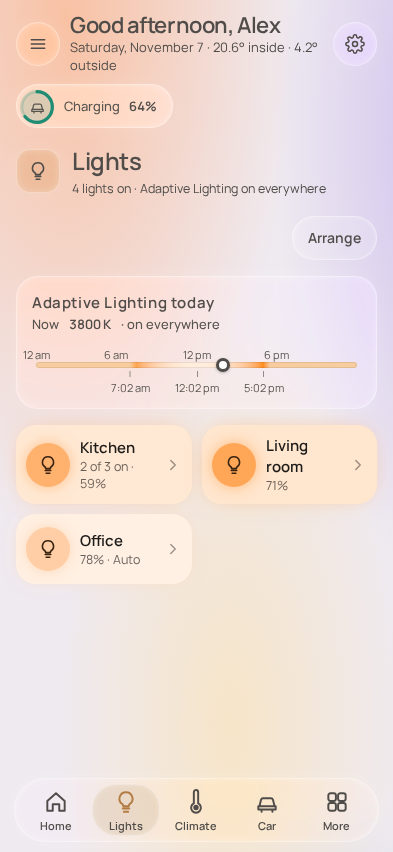 Good afternoon, Alex
Saturday, November 7 · 20.6° inside · 4.2°
outside
Charging 64%
Lights
4 lights on · Adaptive Lighting on everywhere
Arrange
Adaptive Lighting today
Now 3800 K · on everywhere
12 am 6 am 12 pm 6 pm
7:02 am 12:02 pm 5:02 pm
Kitchen
2 of 3 on ·
59%
Living
room
71%
Office
78% · Auto
Home Lights Climate Car More